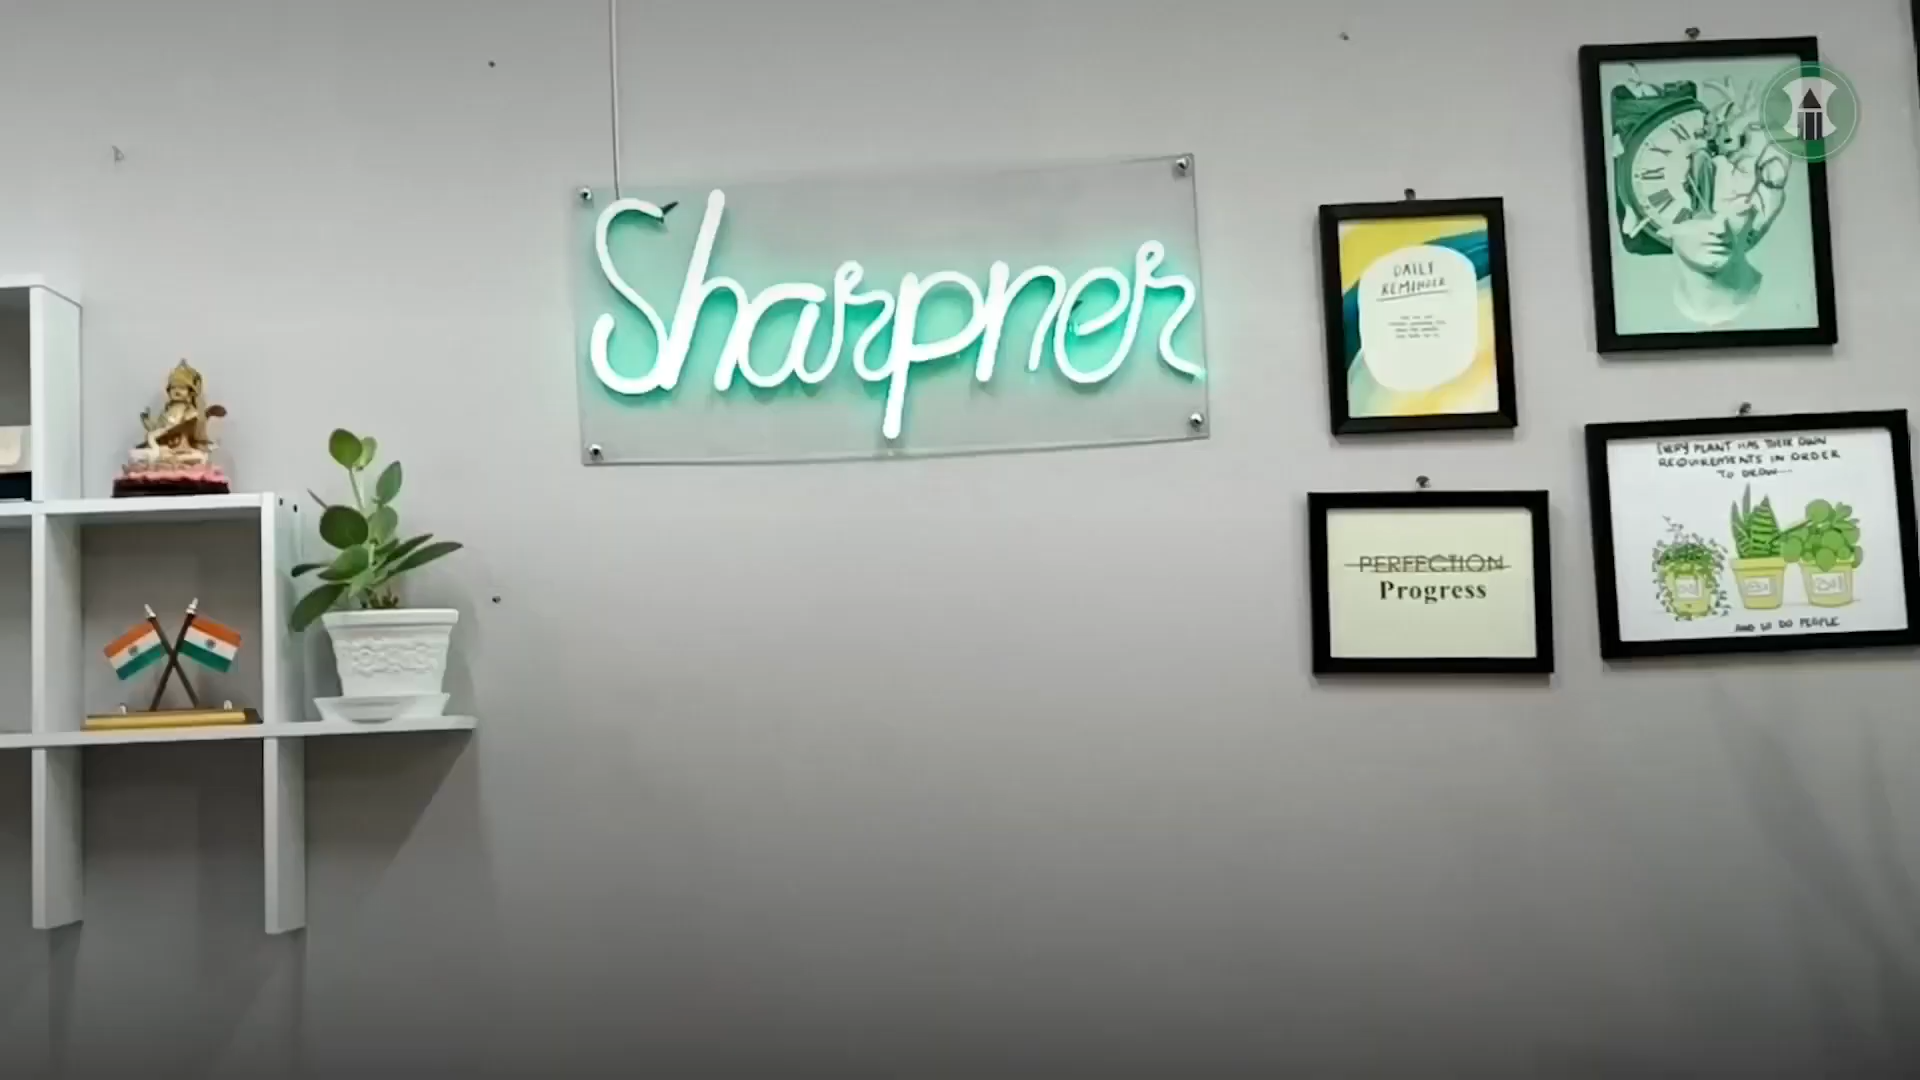 Sharpner
DAILY
REMINDER
PERFECTION
Progress
EVERY PLANT HAS THEIR OWN
REQUIREMENTS IN ORDER
TO GROW...
AND SO DO PEOPLE